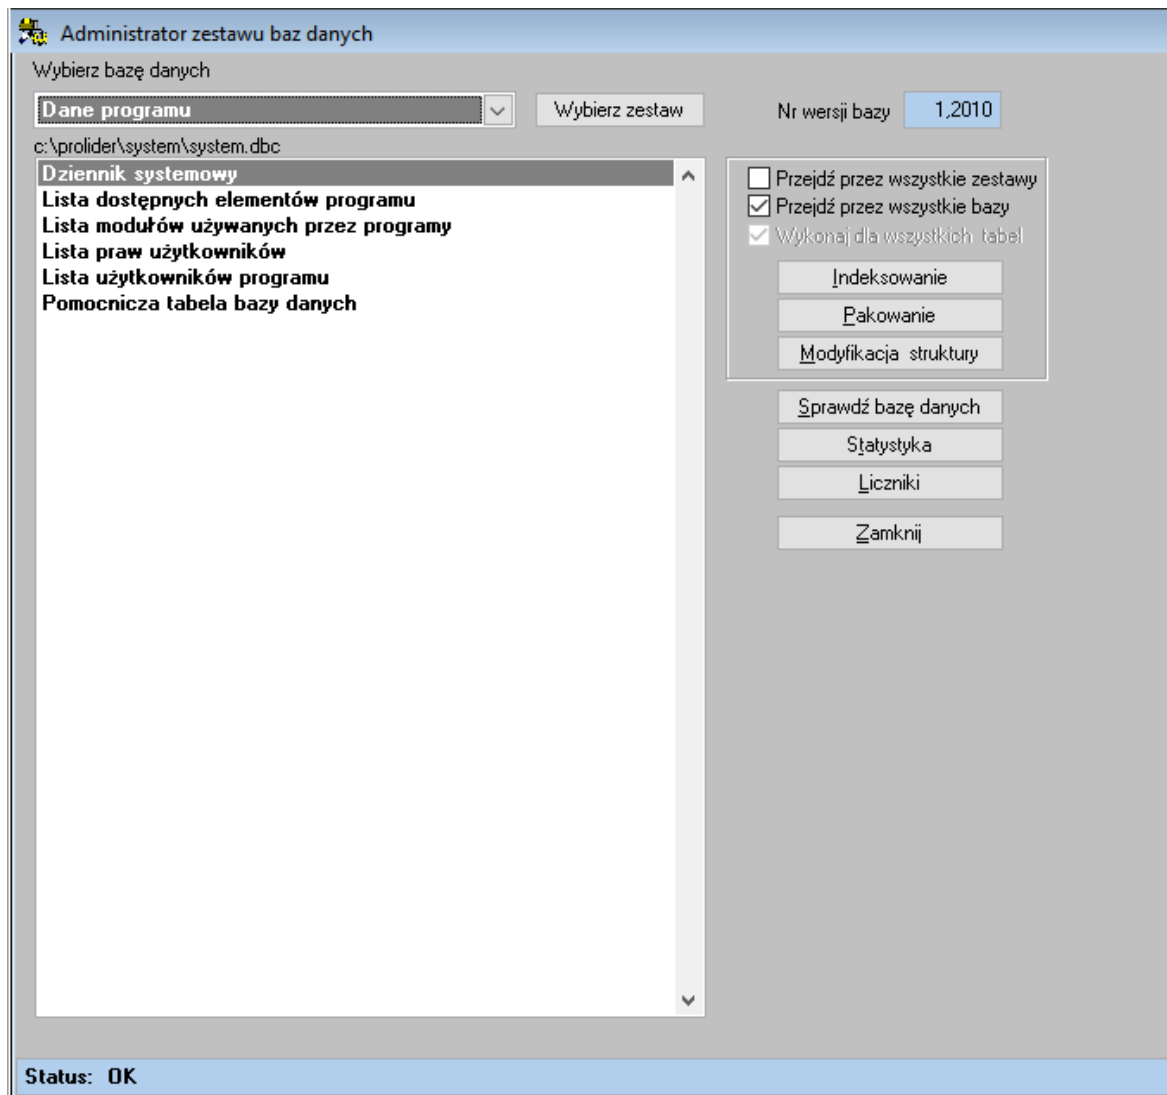 Administrator zestawu baz danych
Wybierz bazę danych
Dane programu
Wybierz zestaw
Nr wersji bazy 1,2010
c:\prolider\system\system.dbc
Dziennik systemowy
Lista dostępnych elementów programu
Lista modułów używanych przez programy
Lista praw użytkowników
Lista użytkowników programu
Pomocnicza tabela bazy danych
Przejdź przez wszystkie zestawy
Przejdź przez wszystkie bazy
Wykonaj dla wszystkich tabel
Indeksowanie
Pakowanie
Modyfikacja struktury
Sprawdź bazę danych
Statystyka
Liczniki
Zamknij
Status: OK